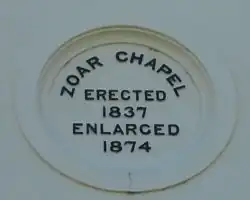 ZOAR CHAPEL
ERECTED
1837
ENLARGED
1874